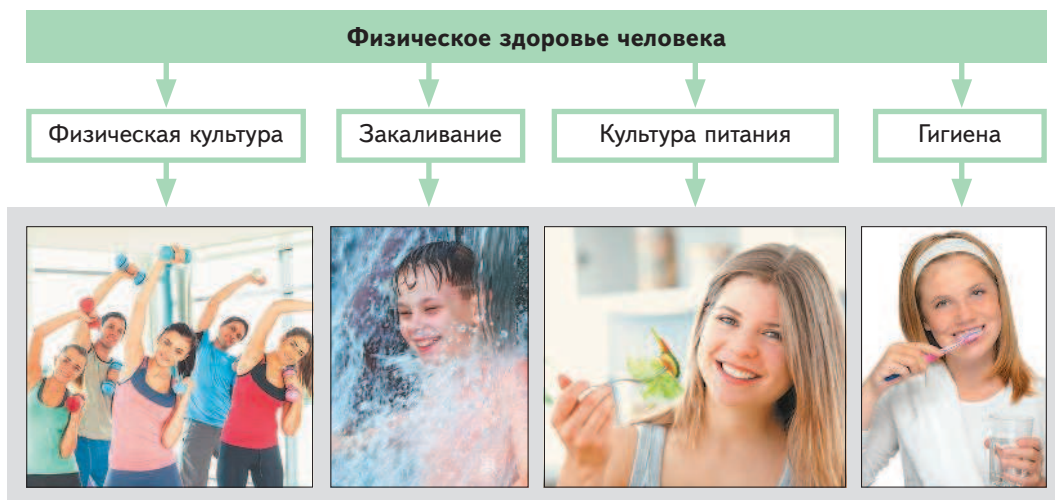 Физическое здоровье человека
Физическая культура
Закаливание
Культура питания
Гигиена